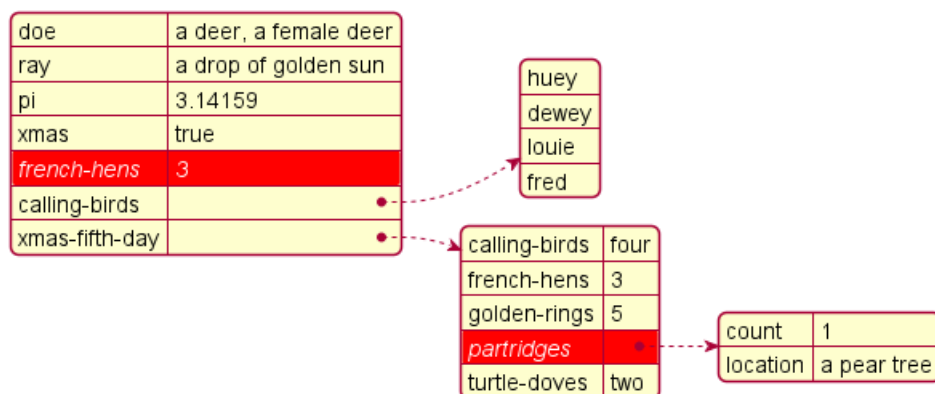 doe a deer, a female deer
ray a drop of golden sun
pi 3.14159
xmas true
french-hens 3
calling-birds
xmas-fifth-day
huey
dewey
louie
fred
calling-birds four
french-hens 3
golden-rings 5
partridges
turtle-doves two
count 1
location a pear tree